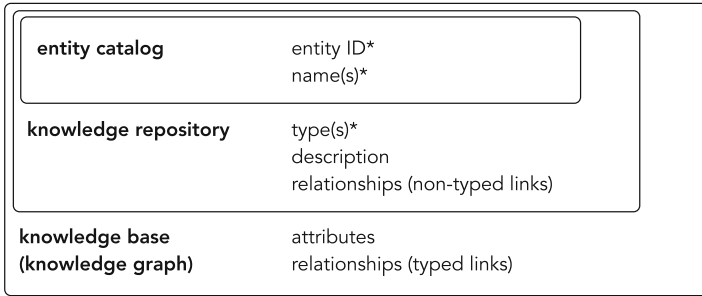 entity catalog entity ID*
name(s)*
knowledge repository type(s)*
description
relationships (non-typed links)
knowledge base attributes
(knowledge graph) relationships (typed links)